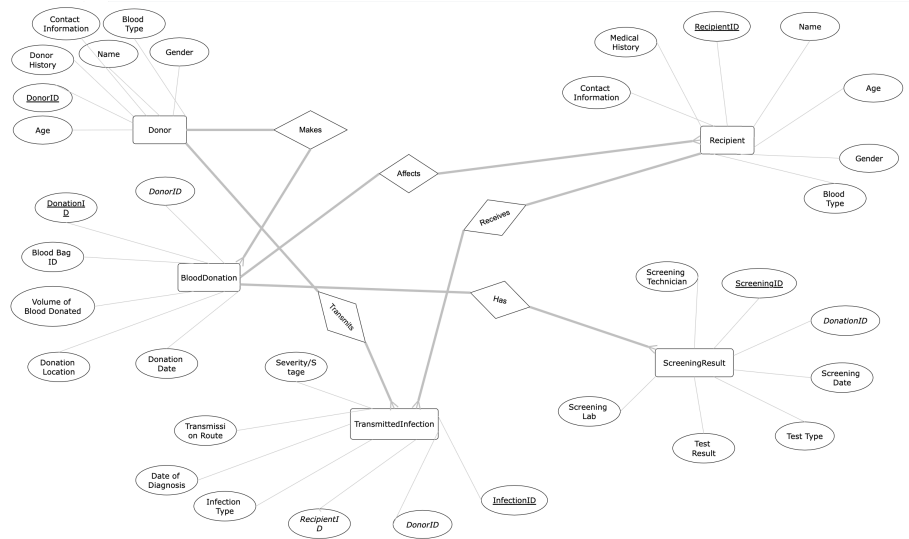 Contact
Information
Blood
Type
Donor
History
Name
Gender
DonorID
Age
Donor
Makes
Medical
History
RecipientID
Name
Contact
Information
Age
Recipient
Gender
Blood
Type
Affects
Receives
DonationI
D
DonorID
Blood Bag
ID
BloodDonation
Volume of
Blood Donated
Donation
Location
Donation
Date
Transmits
Has
Screening
Technician
ScreeningID
DonationID
ScreeningResult
Screening
Date
Screening
Lab
Test
Result
Test Type
Severity/S
tage
TransmittedInfection
Transmissi
on Route
Date of
Diagnosis
Infection
Type
RecipientI
D
DonorID
InfectionID